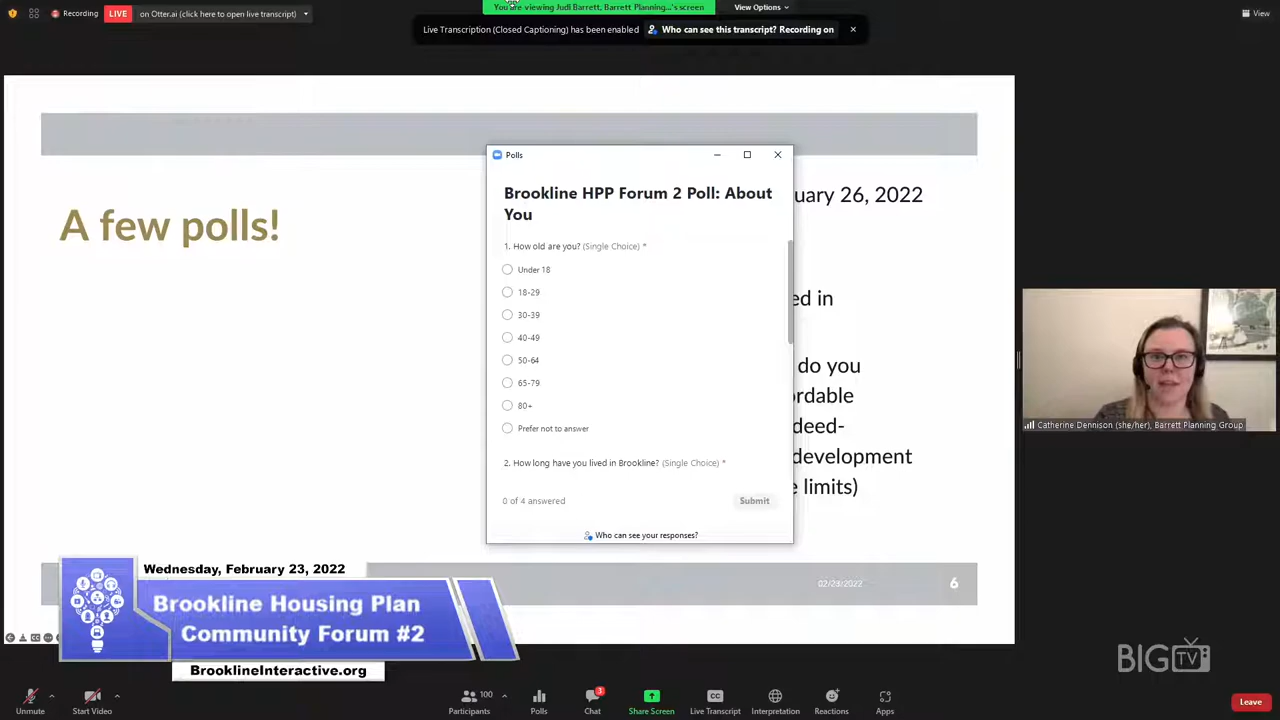 Recording
LIVE
on Otter.ai (click here to open live transcript)
You are viewing Judi Barrett, Barrett Planning...'s screen
View Options
View
Live Transcription (Closed Captioning) has been enabled
Who can see this transcript? Recording on
A few polls!
uary 26, 2022
ed in
do you
rdable
deed-
development
e limits)
Polls
Brookline HPP Forum 2 Poll: About
You
1. How old are you? (Single Choice) *
Under 18
18-29
30-39
40-49
50-64
65-79
80+
Prefer not to answer
2. How long have you lived in Brookline? (Single Choice) *
0 of 4 answered
Submit
Who can see your responses?
Catherine Dennison (she/her), Barrett Planning Group
02/23/2022
6
Wednesday, February 23, 2022
Brookline Housing Plan
Community Forum #2
BrooklineInteractive.org
BIG TV
Unmute
Start Video
Participants
100
Polls
Chat
3
Share Screen
CC
Live Transcript
Interpretation
Reactions
Apps
Leave